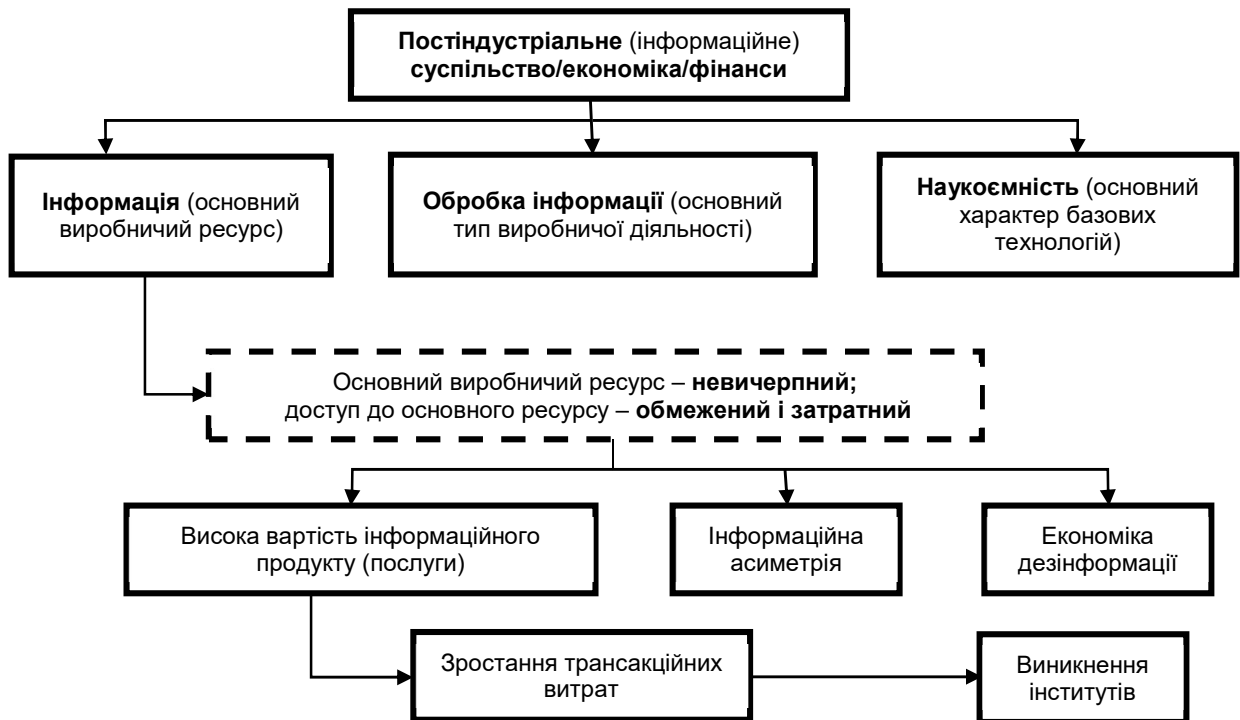 Постіндустріальне (інформаційне)
суспільство/економіка/фінанси
Інформація (основний
виробничий ресурс)
Обробка інформації (основний
тип виробничої діяльності)
Наукоємність (основний
характер базових
технологій)
Основний виробничий ресурс – невичерпний;
доступ до основного ресурсу – обмежений і затратний
Висока вартість інформаційного
продукту (послуги)
Інформаційна
асиметрія
Економіка
дезінформації
Зростання трансакційних
витрат
Виникнення
інститутів